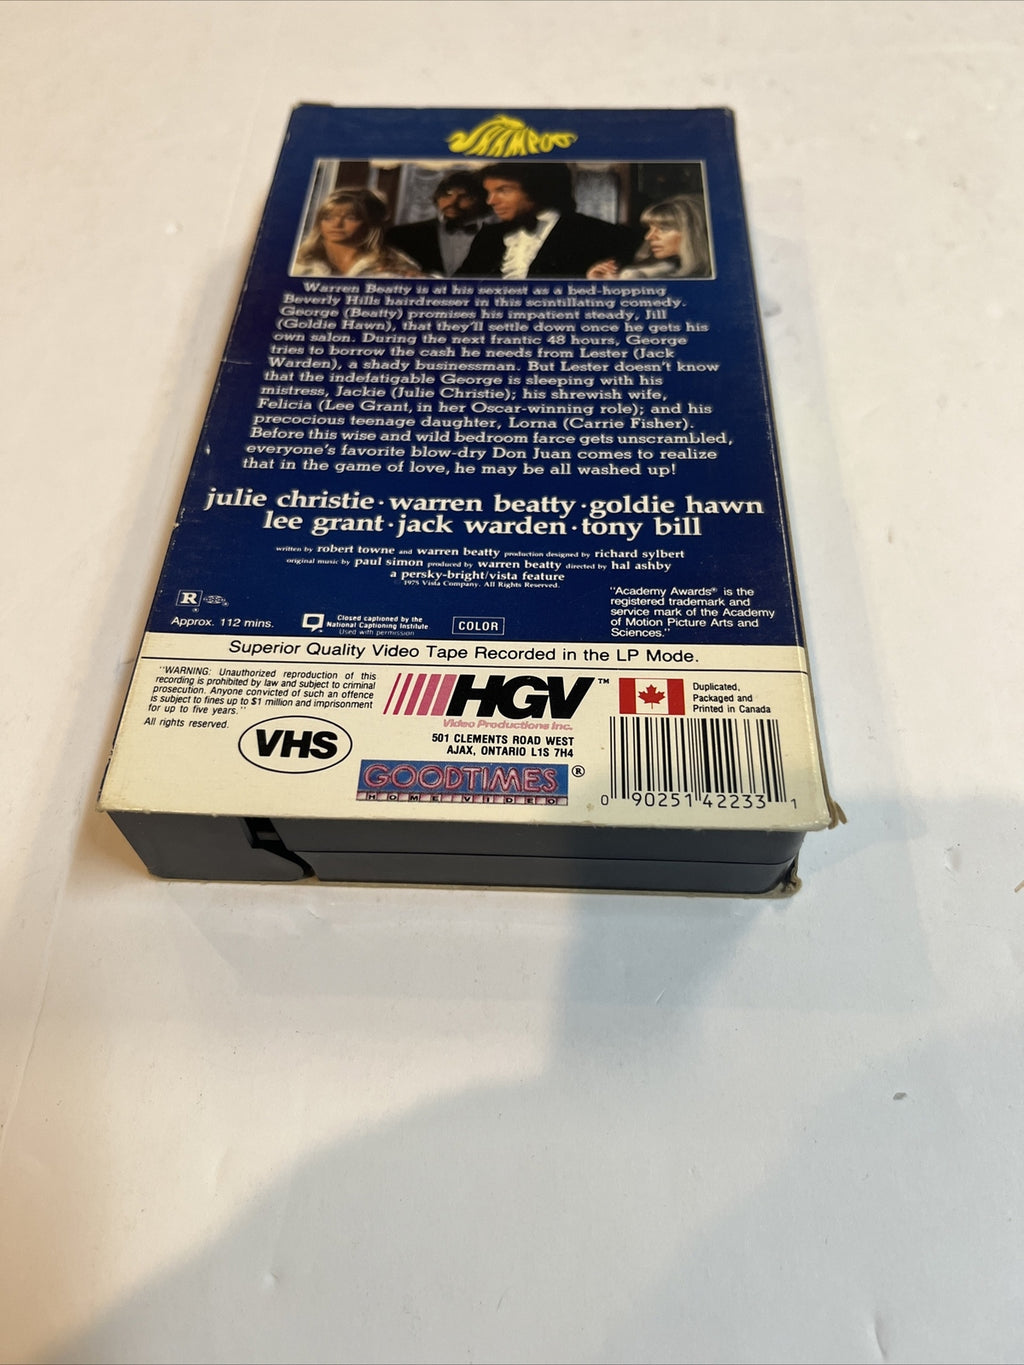 SHAMPOO
Warren Beatty is at his sexiest as a bed-hopping
Beverly Hills hairdresser in this scintillating comedy.
George (Beatty) promises his impatient steady, Jill
(Goldie Hawn), that they'll settle down once he gets his
own salon. During the next frantic 48 hours, George
tries to borrow the cash he needs from Lester (Jack
Warden), a shady businessman. But Lester doesn't know
that the indefatigable George is sleeping with his
mistress, Jackie (Julie Christie); his shrewish wife,
Felicia (Lee Grant, in her Oscar-winning role); and his
precocious teenage daughter, Lorna (Carrie Fisher).
Before this wise and wild bedroom farce gets unscrambled,
everyone's favorite blow-dry Don Juan comes to realize
that in the game of love, he may be all washed up!
julie christie · warren beatty · goldie hawn
lee grant · jack warden · tony bill
written by robert towne and warren beatty production designed by richard sylbert
original music by paul simon produced by warren beatty directed by hal ashby
a persky-bright/vista feature
1975 Vista Company. All Rights Reserved.
R
Approx. 112 mins.
Closed captioned by the
National Captioning Institute
Used with permission
COLOR
"Academy Awards® is the
registered trademark and
service mark of the Academy
of Motion Picture Arts and
Sciences."
Superior Quality Video Tape Recorded in the LP Mode.
"WARNING: Unauthorized reproduction of this
recording is prohibited by law and subject to criminal
prosecution. Anyone convicted of such an offence
is subject to fines up to $1 million and imprisonment
for up to five years."
All rights reserved.
VHS
HGV™
Video Productions Inc.
501 CLEMENTS ROAD WEST
AJAX, ONTARIO L1S 7H4
GOODTIMES®
HOME VIDEO
Duplicated,
Packaged and
Printed in Canada
0 90251 42233 1